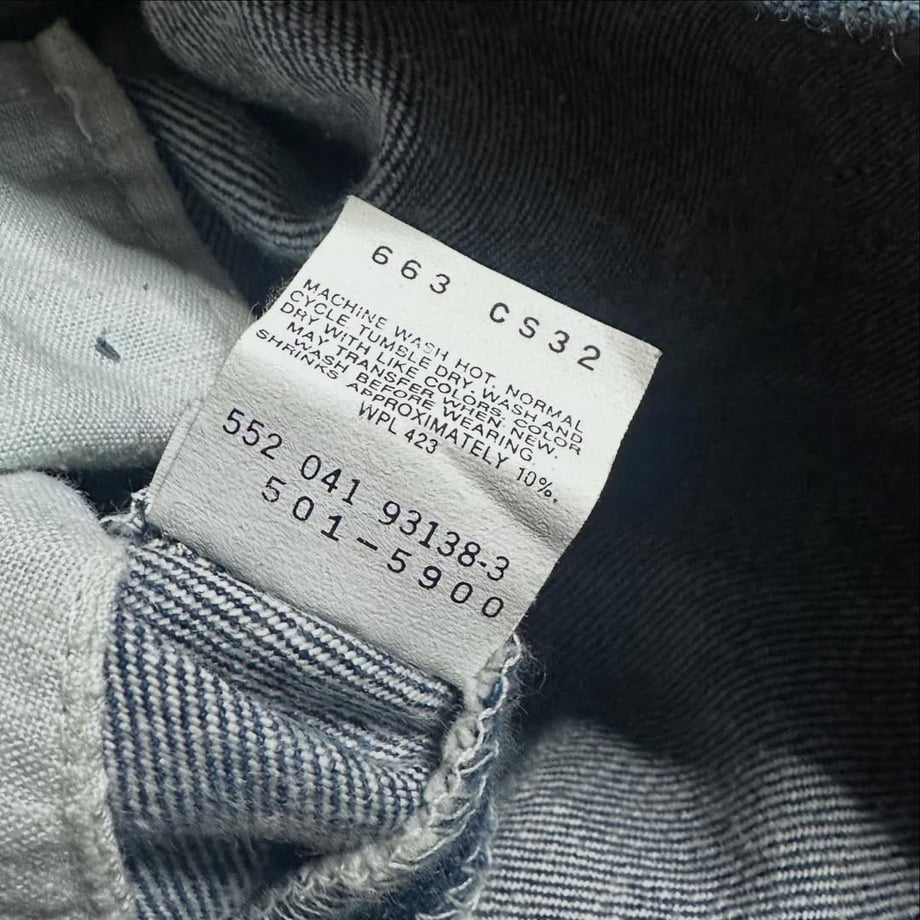 663 CS32
MACHINE WASH HOT, NORMAL
CYCLE. TUMBLE DRY. WASH AND
DRY WITH LIKE COLORS. COLOR
MAY TRANSFER WHEN NEW.
WASH BEFORE WEARING.
SHRINKS APPROXIMATELY 10%.
WPL 423
552 041 93138-3
501-5900